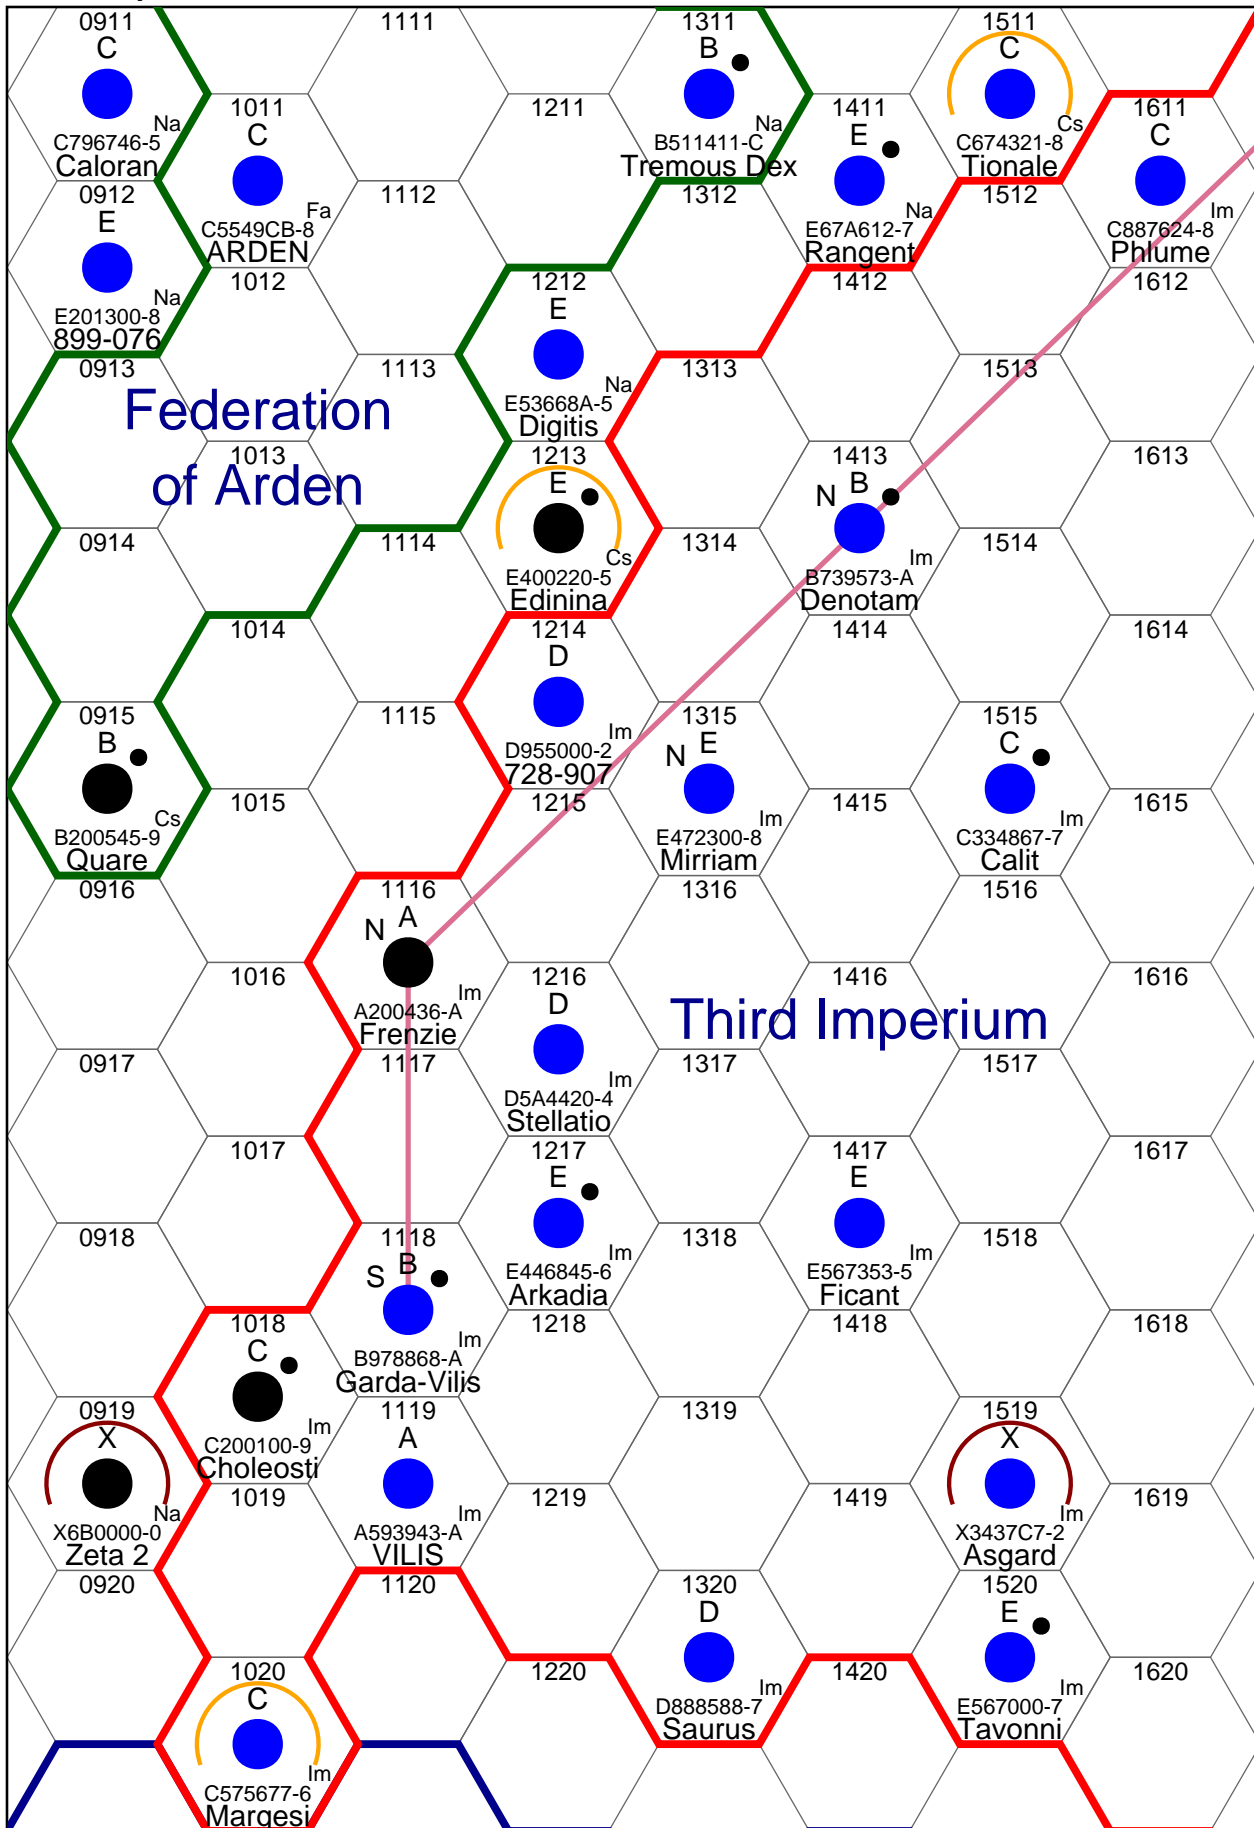 0911
C
C796746-5
Na
Caloran
0912
E
E201300-8
Na
899-076
0913
0914
0915
B
B200545-9
Cs
Quare
0916
0917
0918
0919
X
X6B0000-0
Na
Zeta 2
0920
1011
C
C5549CB-8
Fa
ARDEN
1012
1013
1014
1015
1016
1017
1018
C
C200100-9
Im
Choleosti
1019
1020
C
C575677-6
Im
Margesi
1111
1112
1113
1114
1115
1116
N A
A200436-A
Im
Frenzie
1117
1118
S B
B978868-A
Im
Garda-Vilis
1119
A
A593943-A
Im
VILIS
1120
1211
1212
E
E53668A-5
Na
Digitis
1213
E
E400220-5
Cs
Edinina
1214
D
D955000-2
Im
728-907
1215
1216
D
D5A4420-4
Im
Stellatio
1217
E
E446845-6
Im
Arkadia
1218
1219
1220
1311
B
B511411-C
Na
Tremous Dex
1312
1313
1314
1315
N E
E472300-8
Im
Mirriam
1316
1317
1318
1319
1320
D
D888588-7
Im
Saurus
1411
E
E67A612-7
Na
Rangent
1412
1413
N B
B739573-A
Im
Denotam
1414
1415
1416
1417
E
E567353-5
Im
Ficant
1418
1419
1420
1511
C
C674321-8
Cs
Tionale
1512
1513
1514
1515
C
C334867-7
Im
Calit
1516
1517
1518
1519
X
X3437C7-2
Im
Asgard
1520
E
E567000-7
Im
Tavonni
1611
C
C887624-8
Im
Phlume
1612
1613
1614
1615
1616
1617
1618
1619
1620
Federation
of Arden
Third Imperium